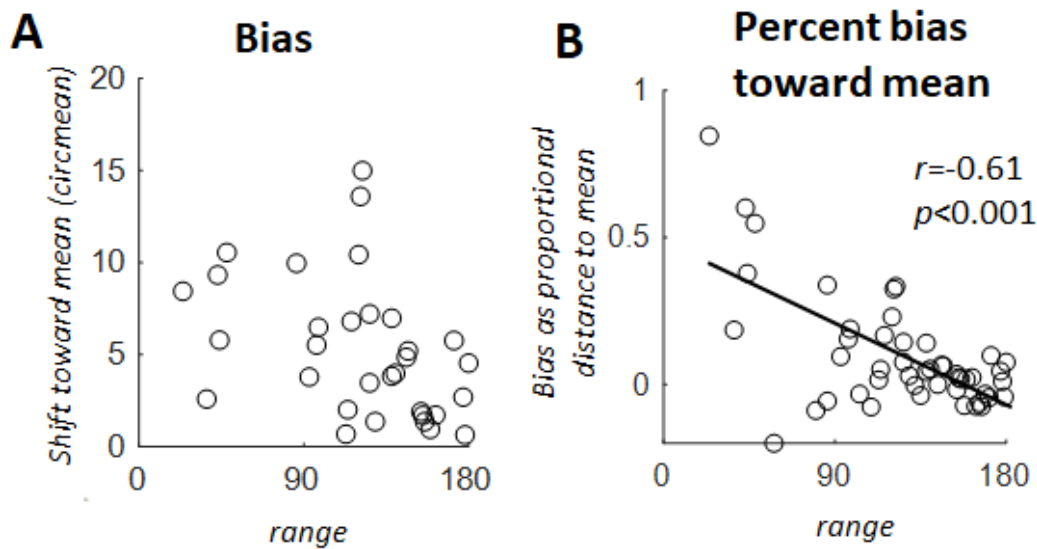 A
Bias
Shift toward mean (circmean)
20
15
10
5
0
0
90
180
range
B
Percent bias
toward mean
Bias as proportional
distance to mean
1
0.5
0
r=-0.61
p<0.001
0
90
180
range